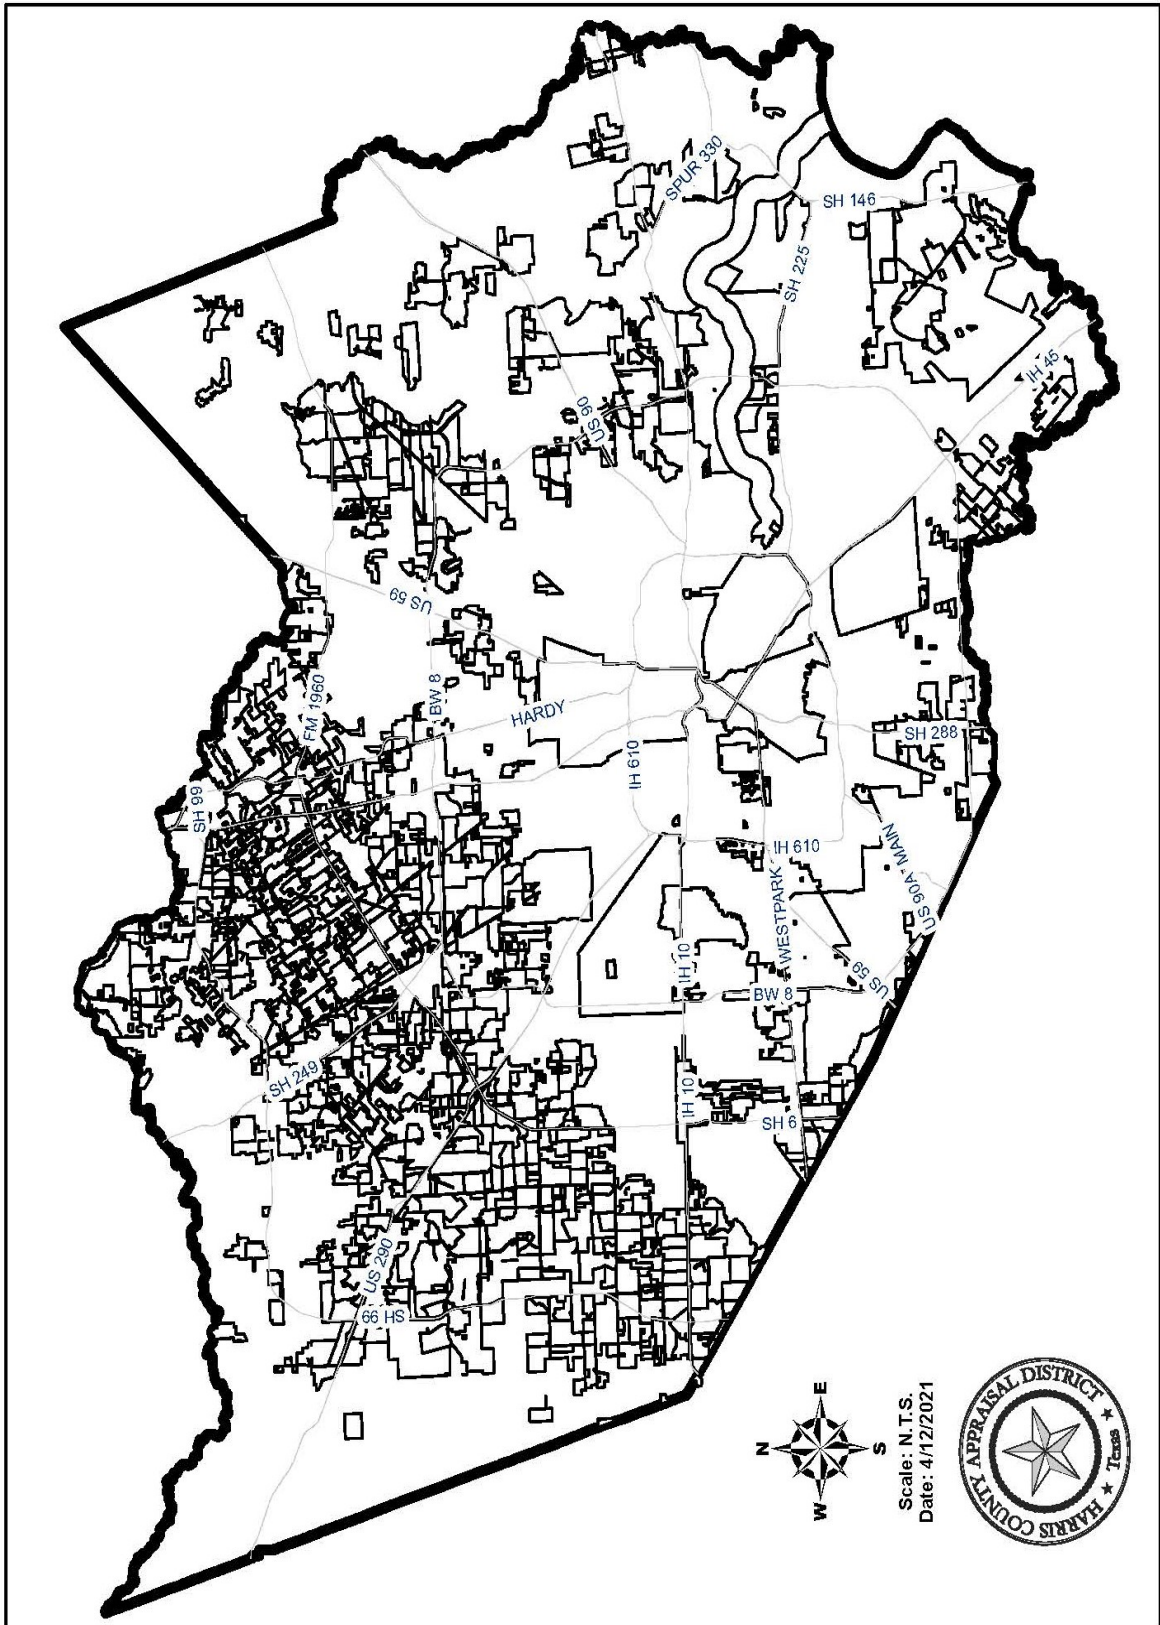 SPUR 330
SH 146
SH 225
IH 45
US 90
US 59
FM 1960
BW 8
HARDY
SH 288
IH 610
SH 99
IH 610
US 90A- MAIN
WESTPARK
IH 10
US 59
BW 8
SH 249
IH 10
SH 6
US 290
SH 99
N
W E
S
Scale: N.T.S.
Date: 4/12/2021
HARRIS COUNTY APPRAISAL DISTRICT
Texas